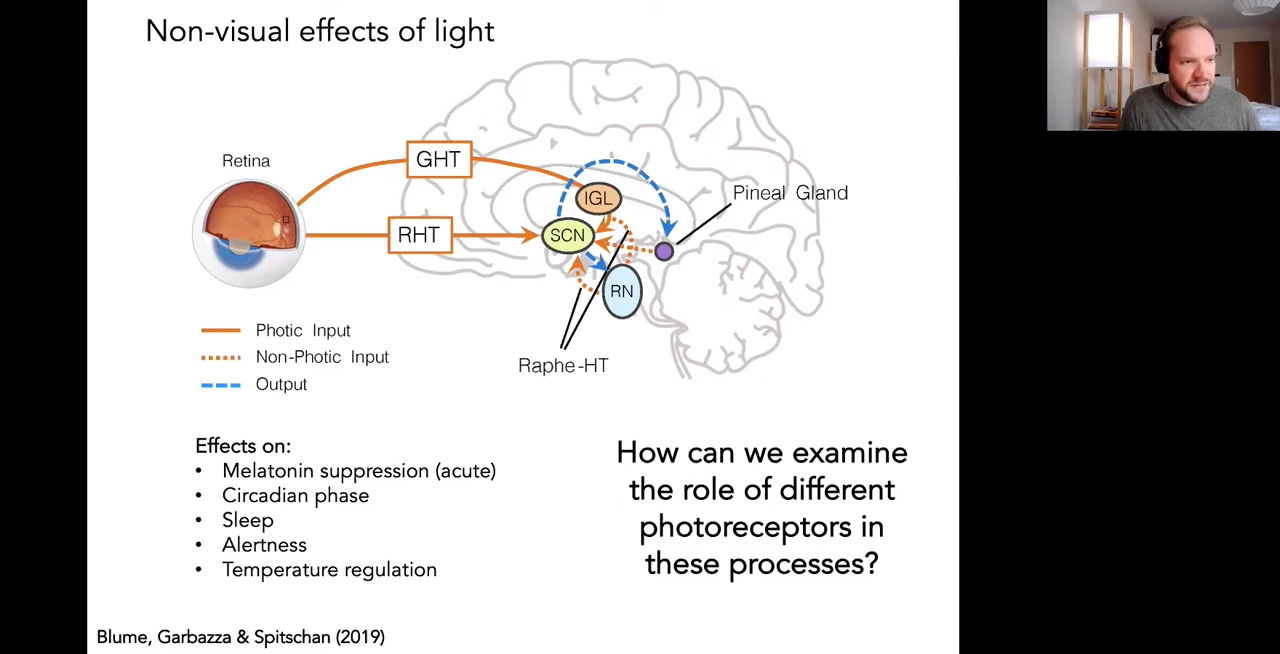 Non-visual effects of light
Retina
GHT
RHT
IGL
SCN
RN
Pineal Gland
Raphe-HT
Photic Input
Non-Photic Input
Output
Effects on:
• Melatonin suppression (acute)
• Circadian phase
• Sleep
• Alertness
• Temperature regulation
How can we examine
the role of different
photoreceptors in
these processes?
Blume, Garbazza & Spitschan (2019)